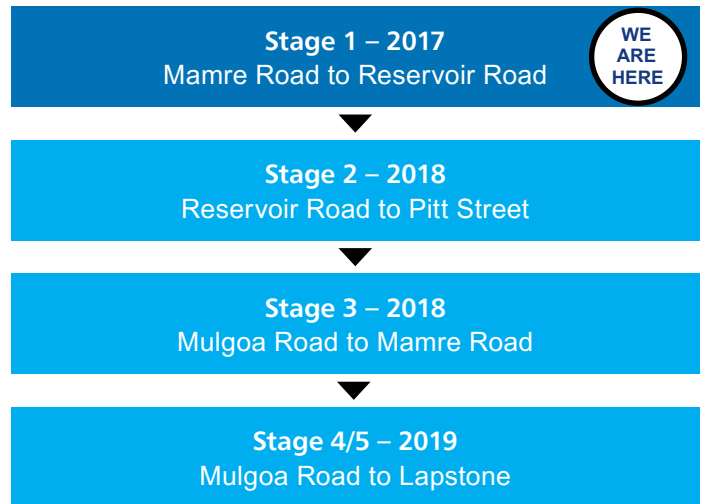 Stage 1 – 2017
Mamre Road to Reservoir Road
WE
ARE
HERE
Stage 2 – 2018
Reservoir Road to Pitt Street
Stage 3 – 2018
Mulgoa Road to Mamre Road
Stage 4/5 – 2019
Mulgoa Road to Lapstone